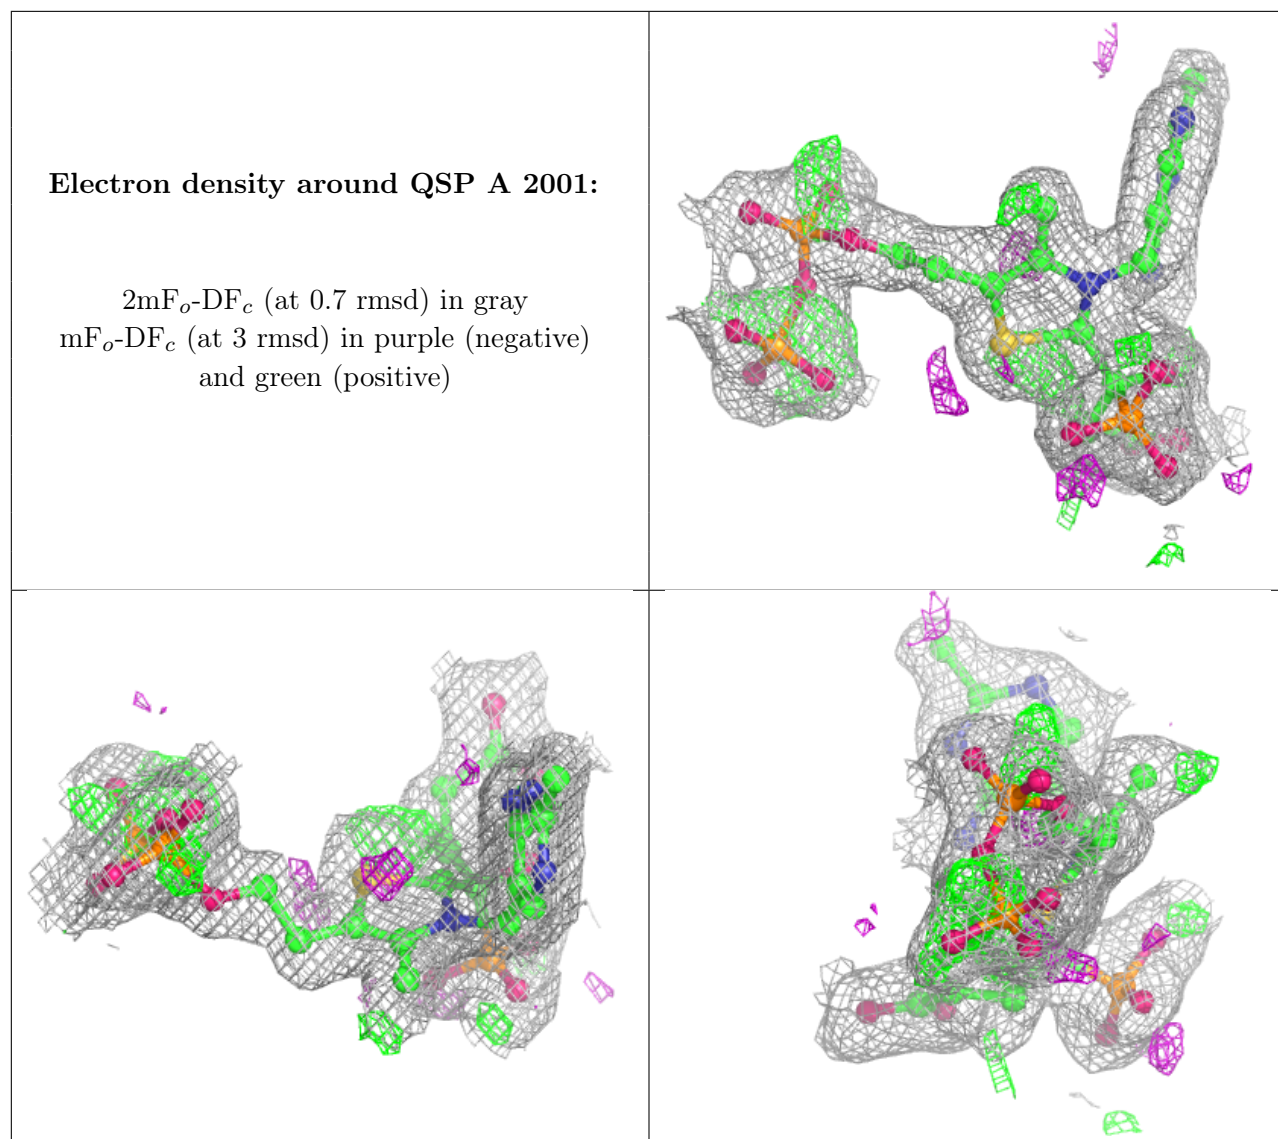 Electron density around QSP A 2001:
2mFo-DFc (at 0.7 rmsd) in gray
mFo-DFc (at 3 rmsd) in purple (negative)
and green (positive)